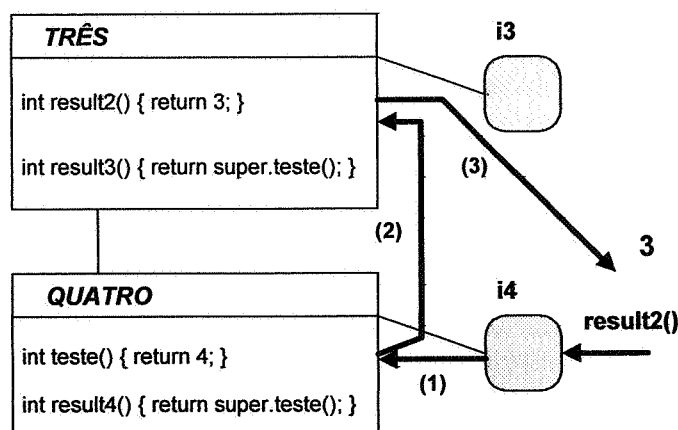 TRÊS
i3
int result2() { return 3; }
int result3() { return super.teste(); }
(3)
(2)
3
QUATRO
i4
result2()
int teste() { return 4; }
(1)
int result4() { return super.teste(); }